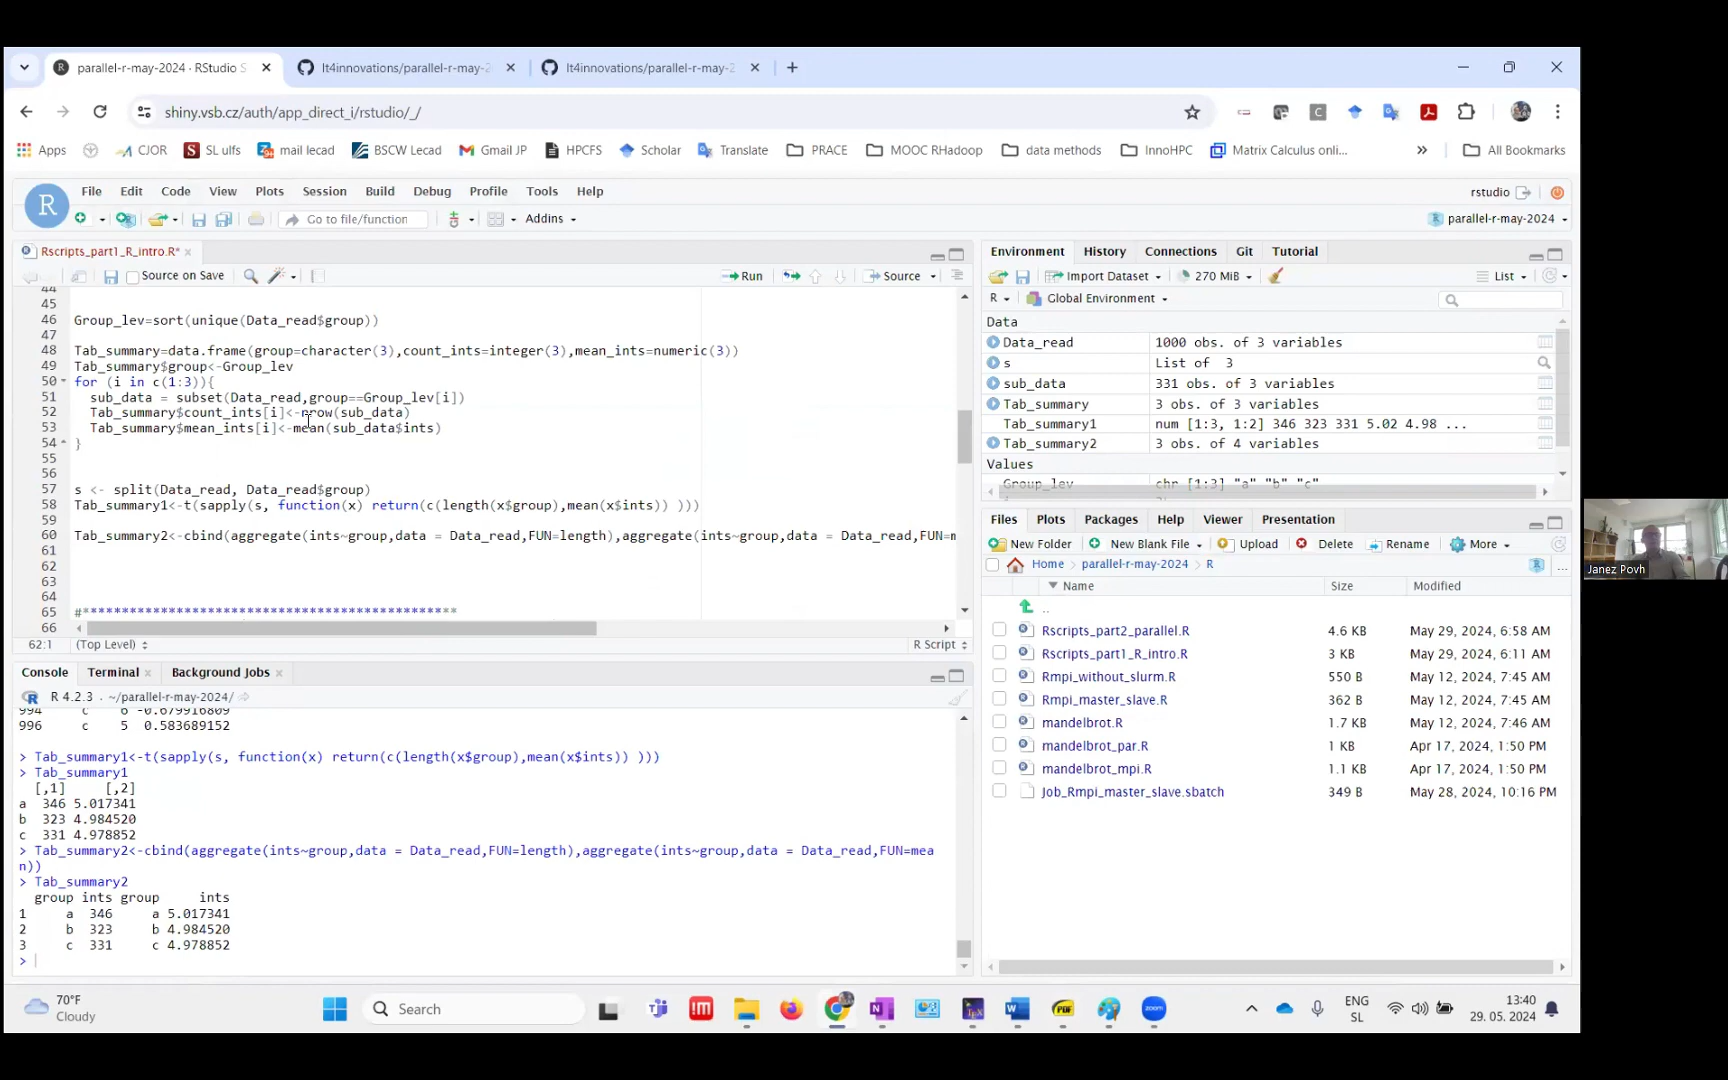 parallel-r-may-2024 · RStudio S
It4innovations/parallel-r-may-2
It4innovations/parallel-r-may-2
shiny.vsb.cz/auth/app_direct_i/rstudio/_/
Apps
CJOR
SL ulfs
mail lecad
BSCW Lecad
Gmail JP
HPCFS
Scholar
Translate
PRACE
MOOC RHadoop
data methods
InnoHPC
Matrix Calculus onli...
All Bookmarks
File Edit Code View Plots Session Build Debug Profile Tools Help
rstudio
Go to file/function
Addins
parallel-r-may-2024
Rscripts_part1_R_intro.R*
Source on Save
Run
Source
44
45
46 Group_lev=sort(unique(Data_read$group))
47
48 Tab_summary=data.frame(group=character(3),count_ints=integer(3),mean_ints=numeric(3))
49 Tab_summary$group<-Group_lev
50 for (i in c(1:3)){
51 sub_data = subset(Data_read,group==Group_lev[i])
52 Tab_summary$count_ints[i]<-nrow(sub_data)
53 Tab_summary$mean_ints[i]<-mean(sub_data$ints)
54 }
55
56
57 s <- split(Data_read, Data_read$group)
58 Tab_summary1<-t(sapply(s, function(x) return(c(length(x$group),mean(x$ints)) )))
59
60 Tab_summary2<-cbind(aggregate(ints~group,data = Data_read,FUN=length),aggregate(ints~group,data = Data_read,FUN=m
61
62
63
64
65 #************************************************
66
62:1 (Top Level)
R Script
Console Terminal Background Jobs
R 4.2.3 · ~/parallel-r-may-2024/
994 c 6 -0.679916809
996 c 5 0.583689152
> Tab_summary1<-t(sapply(s, function(x) return(c(length(x$group),mean(x$ints)) )))
> Tab_summary1
[,1] [,2]
a 346 5.017341
b 323 4.984520
c 331 4.978852
> Tab_summary2<-cbind(aggregate(ints~group,data = Data_read,FUN=length),aggregate(ints~group,data = Data_read,FUN=mea
n))
> Tab_summary2
group ints group ints
1 a 346 a 5.017341
2 b 323 b 4.984520
3 c 331 c 4.978852
>
Environment History Connections Git Tutorial
Import Dataset
270 MiB
List
R
Global Environment
Data
Data_read 1000 obs. of 3 variables
s List of 3
sub_data 331 obs. of 3 variables
Tab_summary 3 obs. of 3 variables
Tab_summary1 num [1:3, 1:2] 346 323 331 5.02 4.98 ...
Tab_summary2 3 obs. of 4 variables
Values
Group_lev chr [1:3] "a" "b" "c"
Files Plots Packages Help Viewer Presentation
New Folder New Blank File Upload Delete Rename More
Home parallel-r-may-2024 R
Name Size Modified
..
Rscripts_part2_parallel.R 4.6 KB May 29, 2024, 6:58 AM
Rscripts_part1_R_intro.R 3 KB May 29, 2024, 6:11 AM
Rmpi_without_slurm.R 550 B May 12, 2024, 7:45 AM
Rmpi_master_slave.R 362 B May 12, 2024, 7:45 AM
mandelbrot.R 1.7 KB May 12, 2024, 7:46 AM
mandelbrot_par.R 1 KB Apr 17, 2024, 1:50 PM
mandelbrot_mpi.R 1.1 KB Apr 17, 2024, 1:50 PM
Job_Rmpi_master_slave.sbatch 349 B May 28, 2024, 10:16 PM
Janez Povh
70°F
Cloudy
Search
ENG
SL
13:40
29. 05. 2024